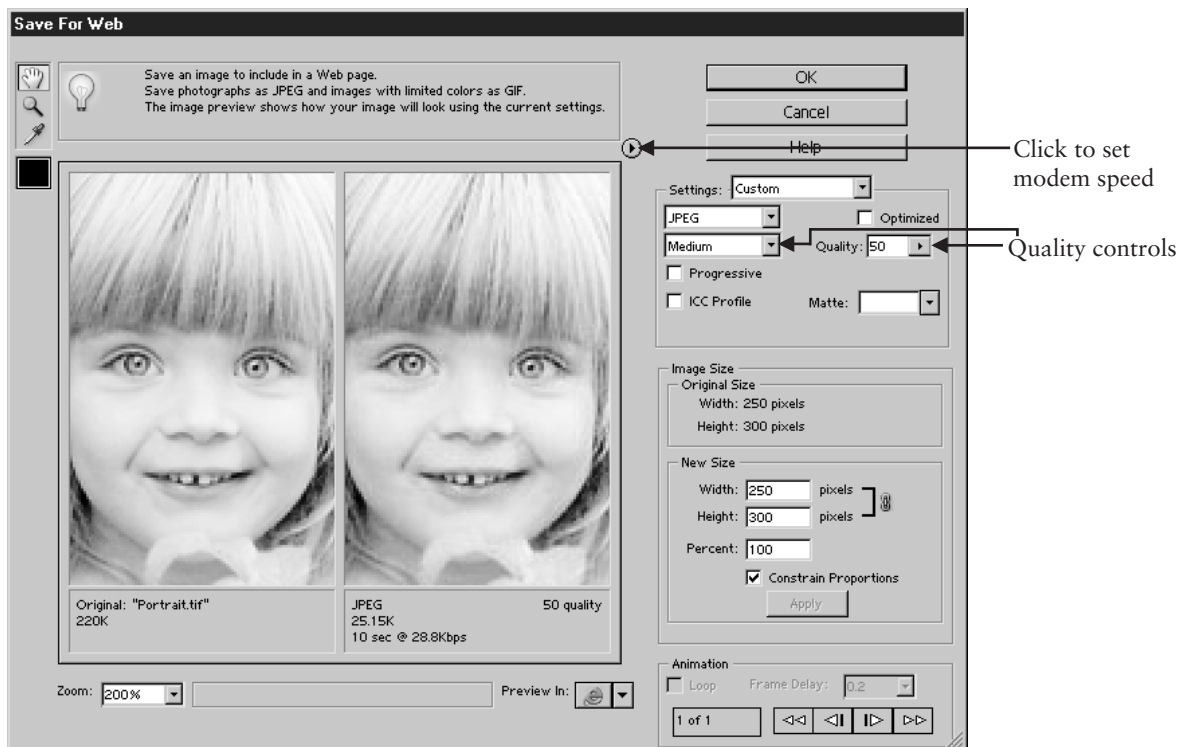 Save For Web
Save an image to include in a Web page.
Save photographs as JPEG and images with limited colors as GIF.
The image preview shows how your image will look using the current settings.
OK
Cancel
Help
Click to set
modem speed
Settings: Custom
JPEG
Optimized
Medium
Quality: 50
Quality controls
Progressive
ICC Profile
Matte:
Image Size
Original Size
Width: 250 pixels
Height: 300 pixels
New Size
Width: 250 pixels
Height: 300 pixels
Percent: 100
Constrain Proportions
Apply
Original: "Portrait.tif"
220K
JPEG
50 quality
25.15K
10 sec @ 28.8Kbps
Zoom: 200%
Preview In:
Animation
Loop
Frame Delay: 0.2
1 of 1